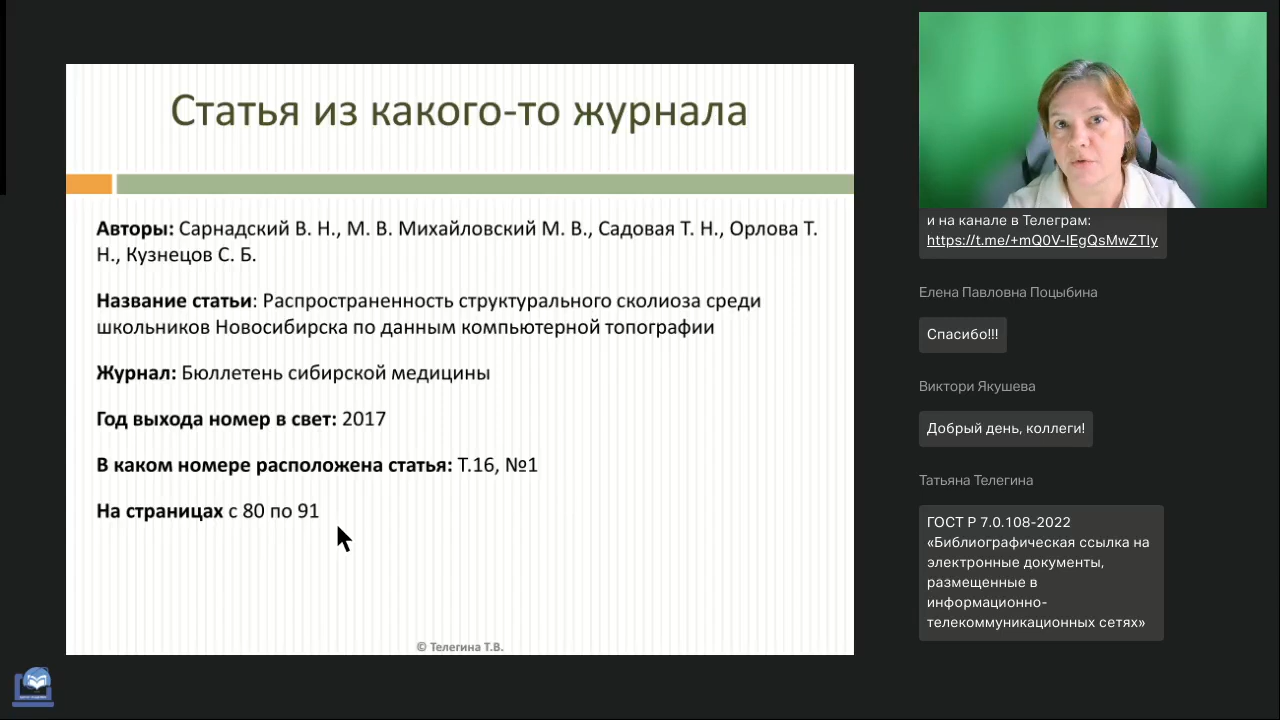 Статья из какого-то журнала
Авторы: Сарнадский В. Н., М. В. Михайловский М. В., Садовая Т. Н., Орлова Т.
Н., Кузнецов С. Б.
Название статьи: Распространенность структурального сколиоза среди
школьников Новосибирска по данным компьютерной топографии
Журнал: Бюллетень сибирской медицины
Год выхода номер в свет: 2017
В каком номере расположена статья: Т.16, №1
На страницах с 80 по 91
© Телегина Т.В.
и на канале в Телеграм:
https://t.me/+mQ0V-IEgQsMwZTIy
Елена Павловна Поцыбина
Спасибо!!!
Виктори Якушева
Добрый день, коллеги!
Татьяна Телегина
ГОСТ Р 7.0.108-2022
«Библиографическая ссылка на
электронные документы,
размещенные в
информационно-
телекоммуникационных сетях»